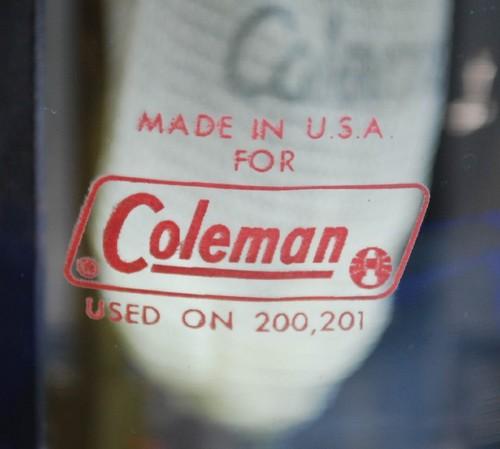 MADE IN U.S.A.
FOR
Coleman
®
USED ON 200,201